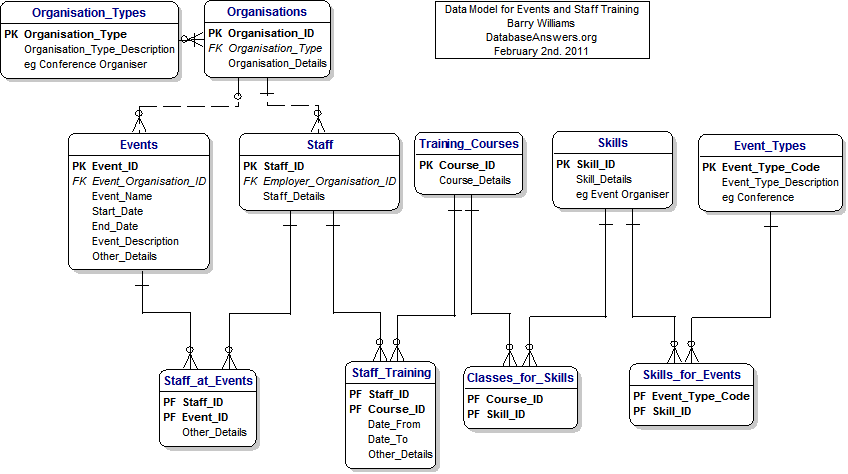 Organisation_Types
PK Organisation_Type
Organisation_Type_Description
eg Conference Organiser
Organisations
PK Organisation_ID
FK Organisation_Type
Organisation_Details
Data Model for Events and Staff Training
Barry Williams
DatabaseAnswers.org
February 2nd. 2011
Events
PK Event_ID
FK Event_Organisation_ID
Event_Name
Start_Date
End_Date
Event_Description
Other_Details
Staff
PK Staff_ID
FK Employer_Organisation_ID
Staff_Details
Training_Courses
PK Course_ID
Course_Details
Skills
PK Skill_ID
Skill_Details
eg Event Organiser
Event_Types
PK Event_Type_Code
Event_Type_Description
eg Conference
Staff_at_Events
PF Staff_ID
PF Event_ID
Other_Details
Staff_Training
PF Staff_ID
PF Course_ID
Date_From
Date_To
Other_Details
Classes_for_Skills
PF Course_ID
PF Skill_ID
Skills_for_Events
PF Event_Type_Code
PF Skill_ID